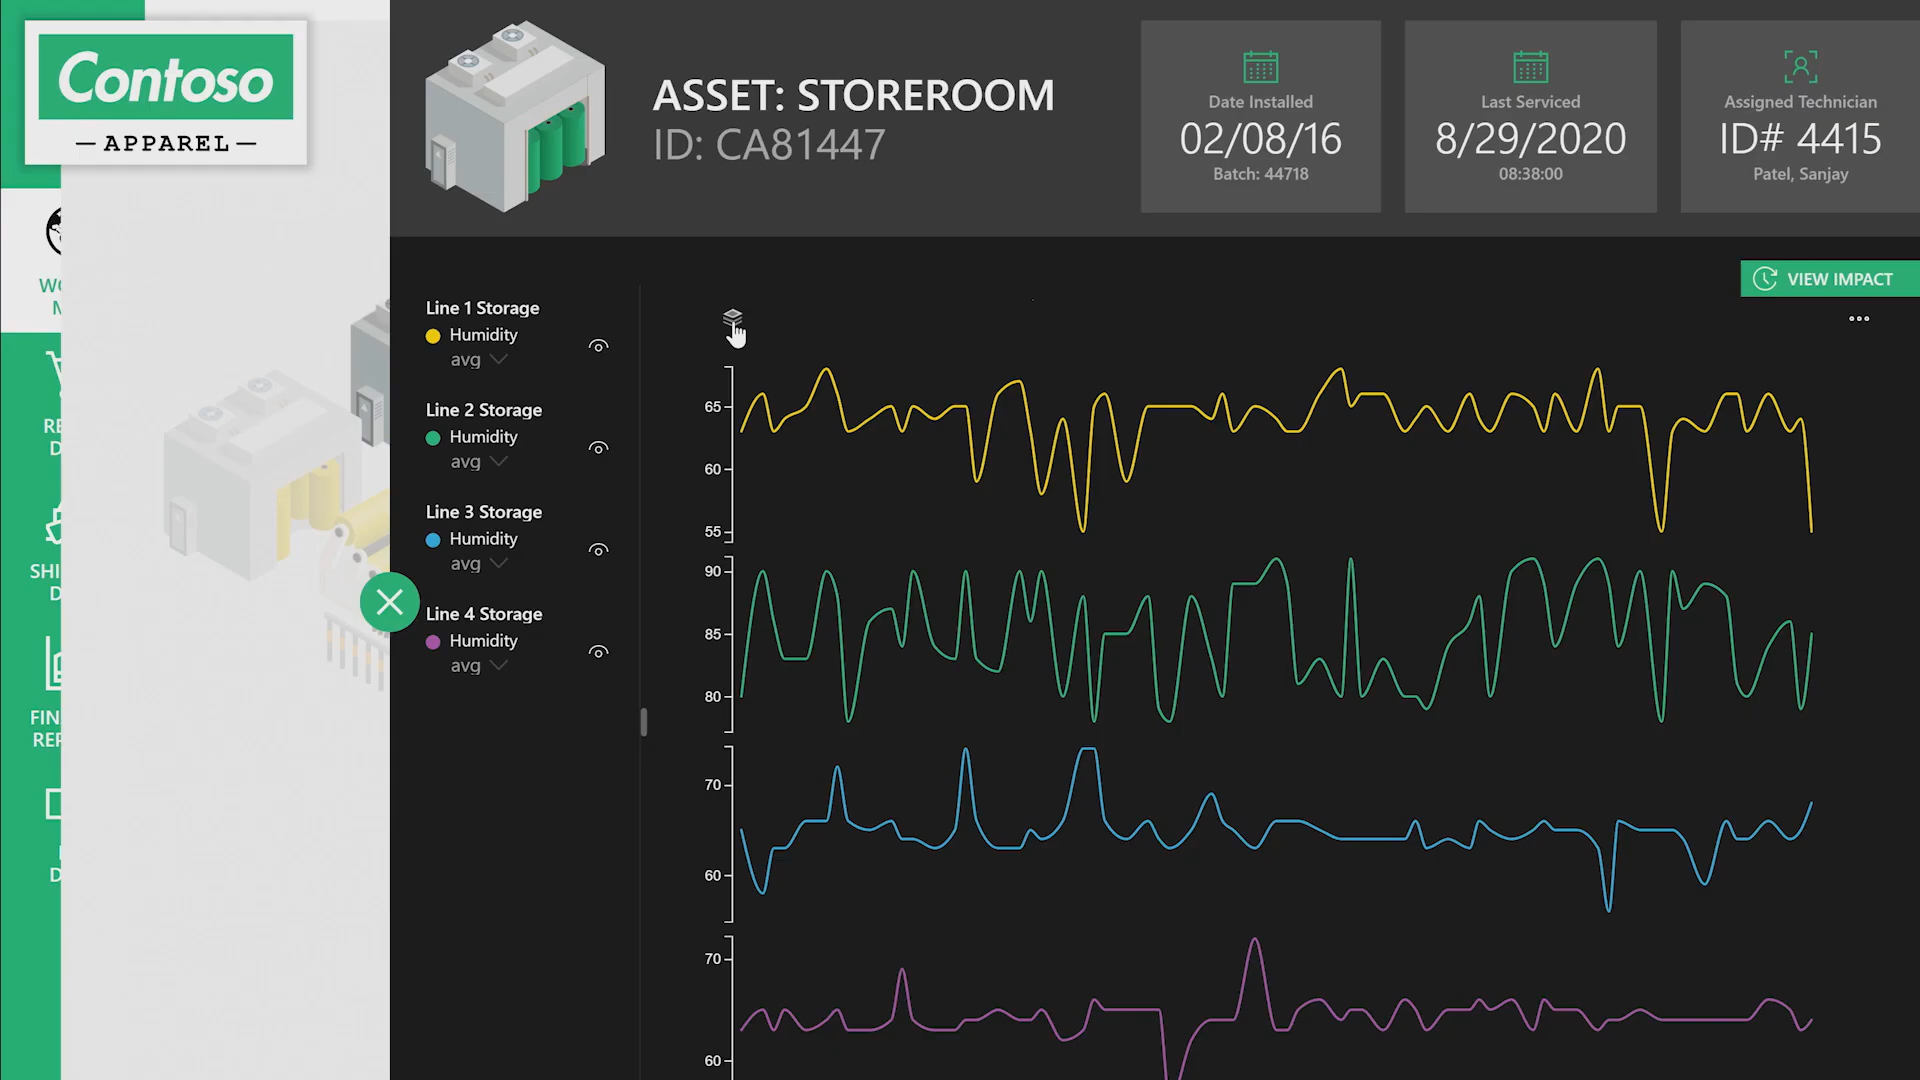 Contoso
APPAREL
ASSET: STOREROOM
ID: CA81447
Date Installed
02/08/16
Batch: 44718
Last Serviced
8/29/2020
08:38:00
Assigned Technician
ID# 4415
Patel, Sanjay
VIEW IMPACT
Line 1 Storage
Humidity
avg
Line 2 Storage
Humidity
avg
Line 3 Storage
Humidity
avg
Line 4 Storage
Humidity
avg
65
60
55
90
85
80
70
60
70
60